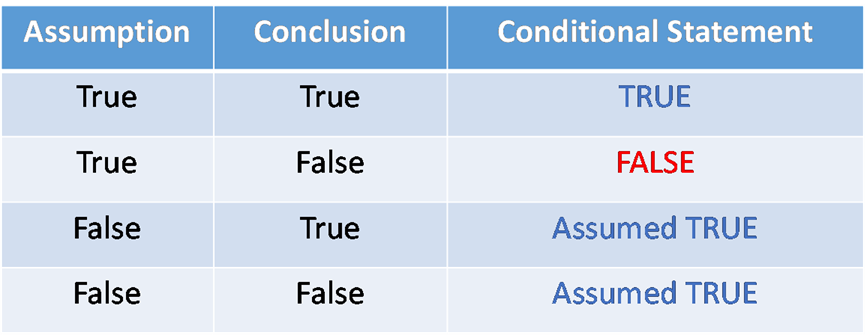 Assumption Conclusion Conditional Statement
True True TRUE
True False FALSE
False True Assumed TRUE
False False Assumed TRUE